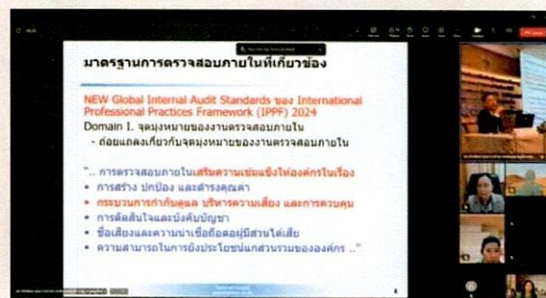 มาตรฐานการตรวจสอบภายในที่เกี่ยวข้อง
NEW Global Internal Audit Standards ของ International
Professional Practices Framework (IPPF) 2024
Domain I. จุดมุ่งหมายของงานตรวจสอบภายใน
- ถ้อยแถลงเกี่ยวกับจุดมุ่งหมายของงานตรวจสอบภายใน
".. การตรวจสอบภายในเสริมความเข้มแข็งให้องค์กรในเรื่อง
• การสร้าง ปกป้อง และดำรงคุณค่า
• กระบวนการกำกับดูแล บริหารความเสี่ยง และการควบคุม
• การตัดสินใจและบังคับบัญชา
• ชื่อเสียงและความน่าเชื่อถือต่อผู้มีส่วนได้เสีย
• ความสามารถในการยังประโยชน์แก่ส่วนรวมขององค์กร .."